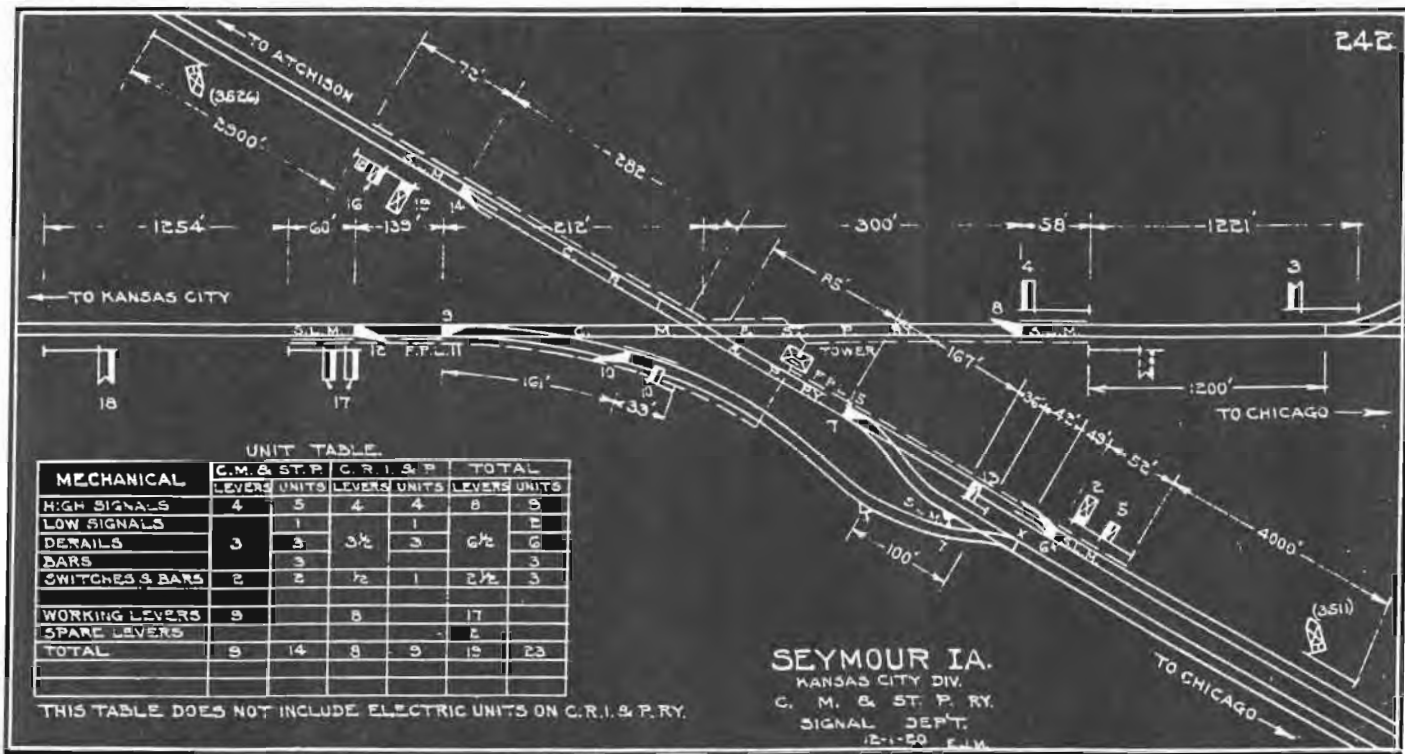 242
TO ATCHISON
72'
282
(3526)
2900'
S.L.M.
16
19
14
1254'
60'
139'
212'
300'
58'
1221'
4
3
85'
TO KANSAS CITY
9
8
S.L.M.
C. M. & S. P. R.
S.L.M.
12
F.P.L.11
TOWER
167'
1200'
TO CHICAGO
18
17
10
161'
33'
F.P. 15
7
36'
42'
49'
52'
2
5
4000'
S.L.M.
100'
7
X
S.L.M.
(3511)
TO CHICAGO
UNIT TABLE.
MECHANICAL C.M. & ST. P. C. R. I. & P TOTAL
LEVERS UNITS LEVERS UNITS LEVERS UNITS
HIGH SIGNALS 4 5 4 4 8 9
LOW SIGNALS 1 1 2
DERAILS 3 3 3½ 3 6½ 6
BARS 3 3
SWITCHES & BARS 2 2 ½ 1 2½ 3
WORKING LEVERS 9 8 17
SPARE LEVERS 2
TOTAL 9 14 8 9 19 23
THIS TABLE DOES NOT INCLUDE ELECTRIC UNITS ON C.R.I. & P. RY.
SEYMOUR IA.
KANSAS CITY DIV.
C. M. & ST. P. RY.
SIGNAL DEP'T.
12-1-20 E.J.W.